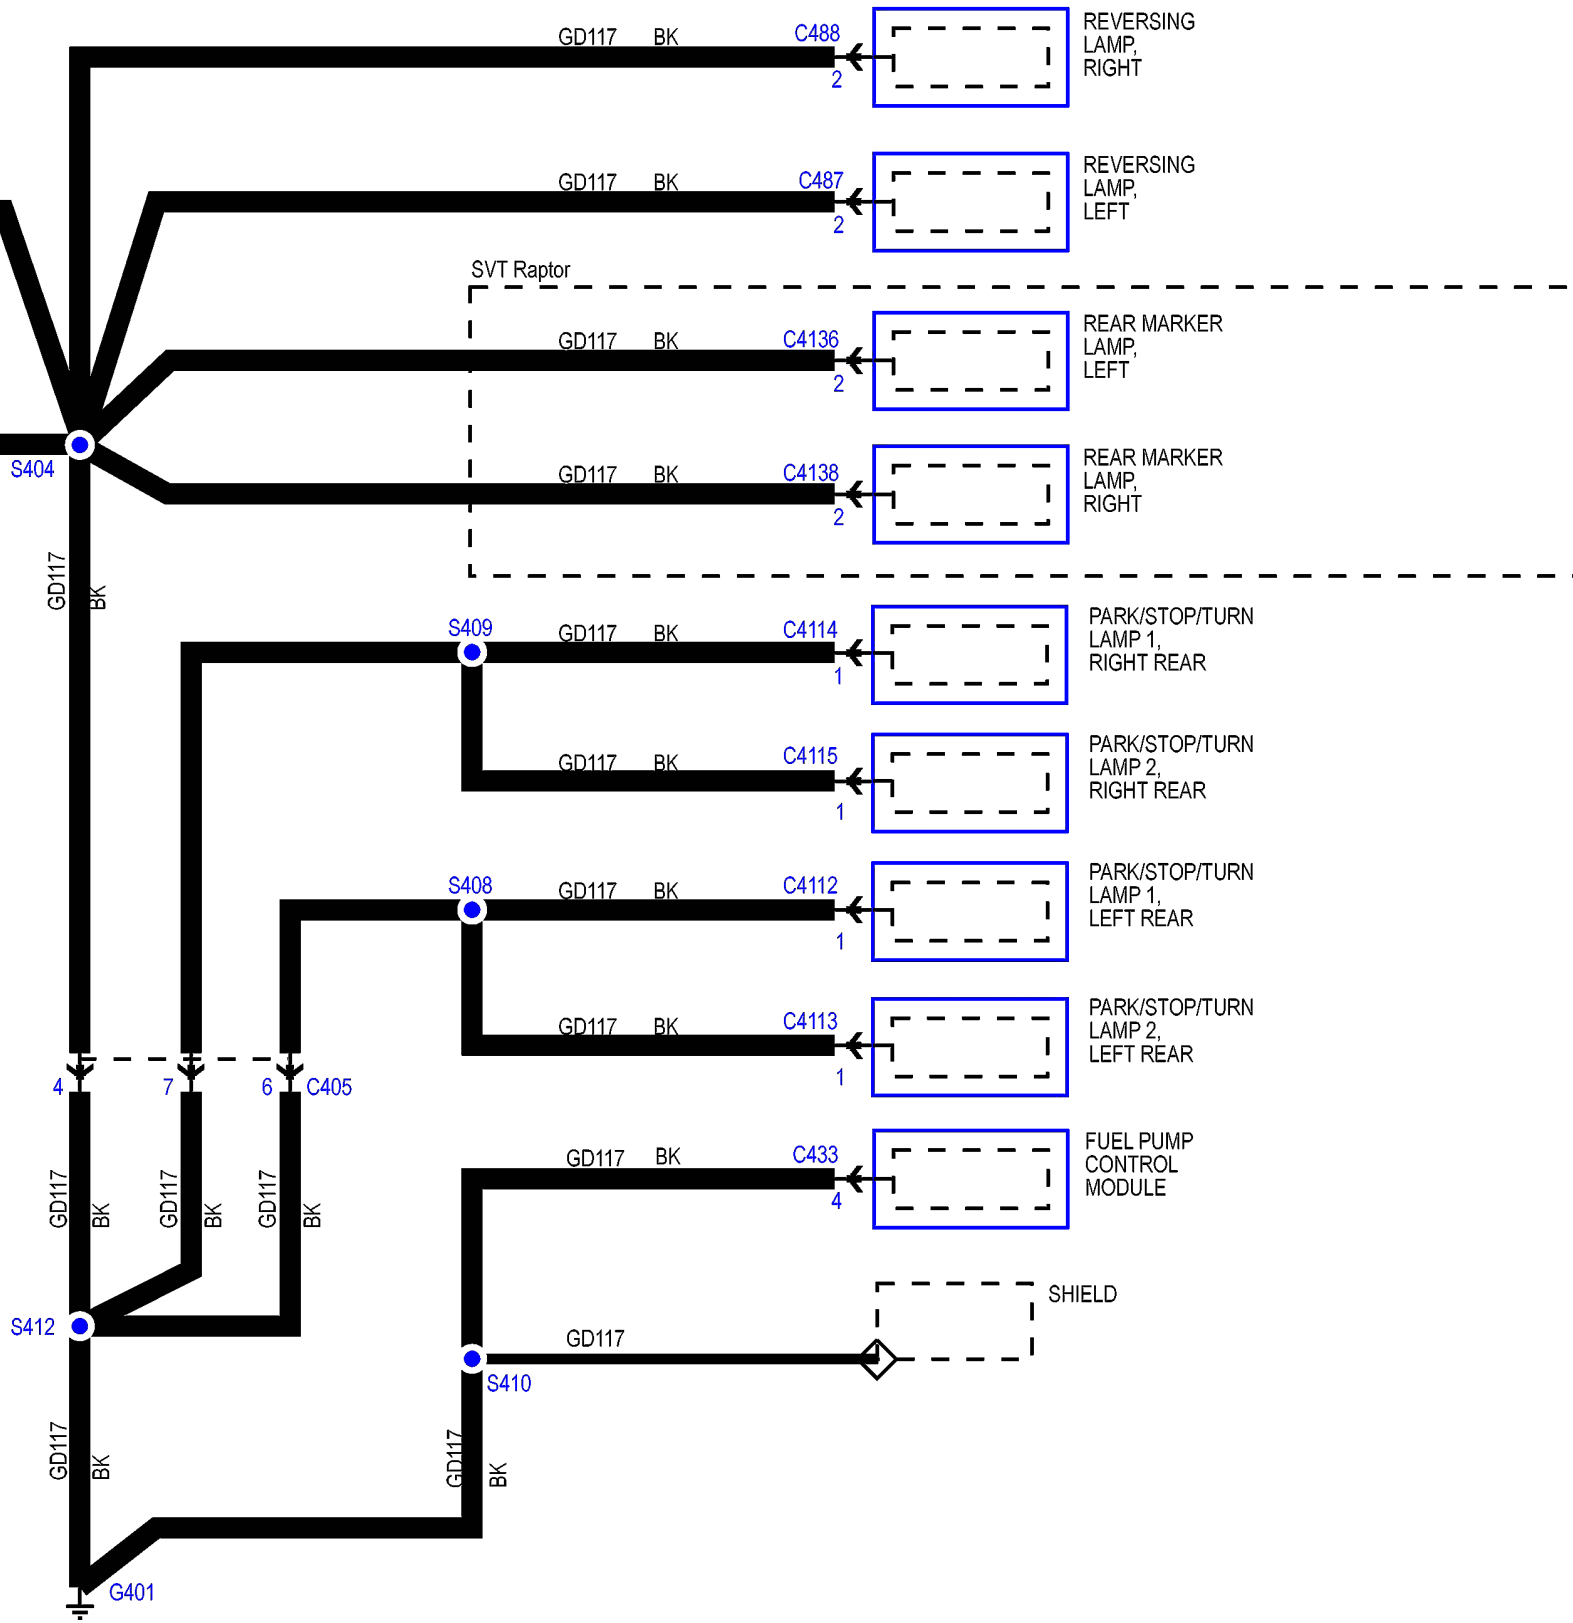 GD117 BK C488
2
REVERSING
LAMP,
RIGHT
GD117 BK C487
2
REVERSING
LAMP,
LEFT
SVT Raptor
GD117 BK C4136
2
REAR MARKER
LAMP,
LEFT
S404
GD117 BK C4138
2
REAR MARKER
LAMP,
RIGHT
GD117 BK
S409
GD117 BK C4114
1
PARK/STOP/TURN
LAMP 1,
RIGHT REAR
GD117 BK C4115
1
PARK/STOP/TURN
LAMP 2,
RIGHT REAR
S408
GD117 BK C4112
1
PARK/STOP/TURN
LAMP 1,
LEFT REAR
GD117 BK C4113
1
PARK/STOP/TURN
LAMP 2,
LEFT REAR
4 7 6 C405
GD117 BK C433
4
FUEL PUMP
CONTROL
MODULE
GD117 BK
GD117 BK
GD117 BK
SHIELD
S412
GD117
S410
GD117 BK
GD117 BK
G401